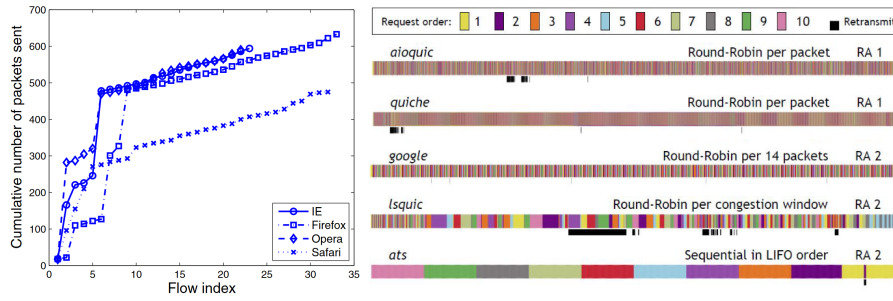 Cumulative number of packets sent
700
600
500
400
300
200
100
0
0 5 10 15 20 25 30 35
Flow index
IE
Firefox
Opera
Safari
Request order: 1 2 3 4 5 6 7 8 9 10 Retransmit
aioquic Round-Robin per packet RA 1
quiche Round-Robin per packet RA 1
google Round-Robin per 14 packets RA 2
lsquic Round-Robin per congestion window RA 2
ats Sequential in LIFO order RA 2